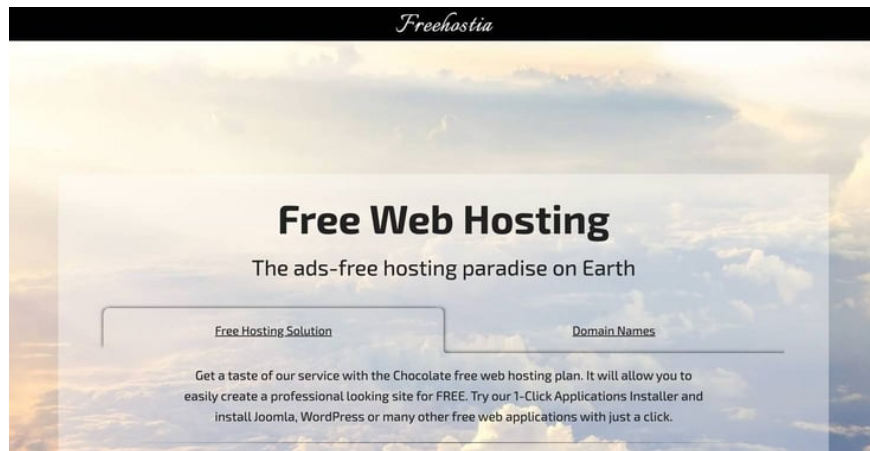 Freehostia
Free Web Hosting
The ads-free hosting paradise on Earth
Free Hosting Solution
Domain Names
Get a taste of our service with the Chocolate free web hosting plan. It will allow you to
easily create a professional looking site for FREE. Try our 1-Click Applications Installer and
install Joomla, WordPress or many other free web applications with just a click.